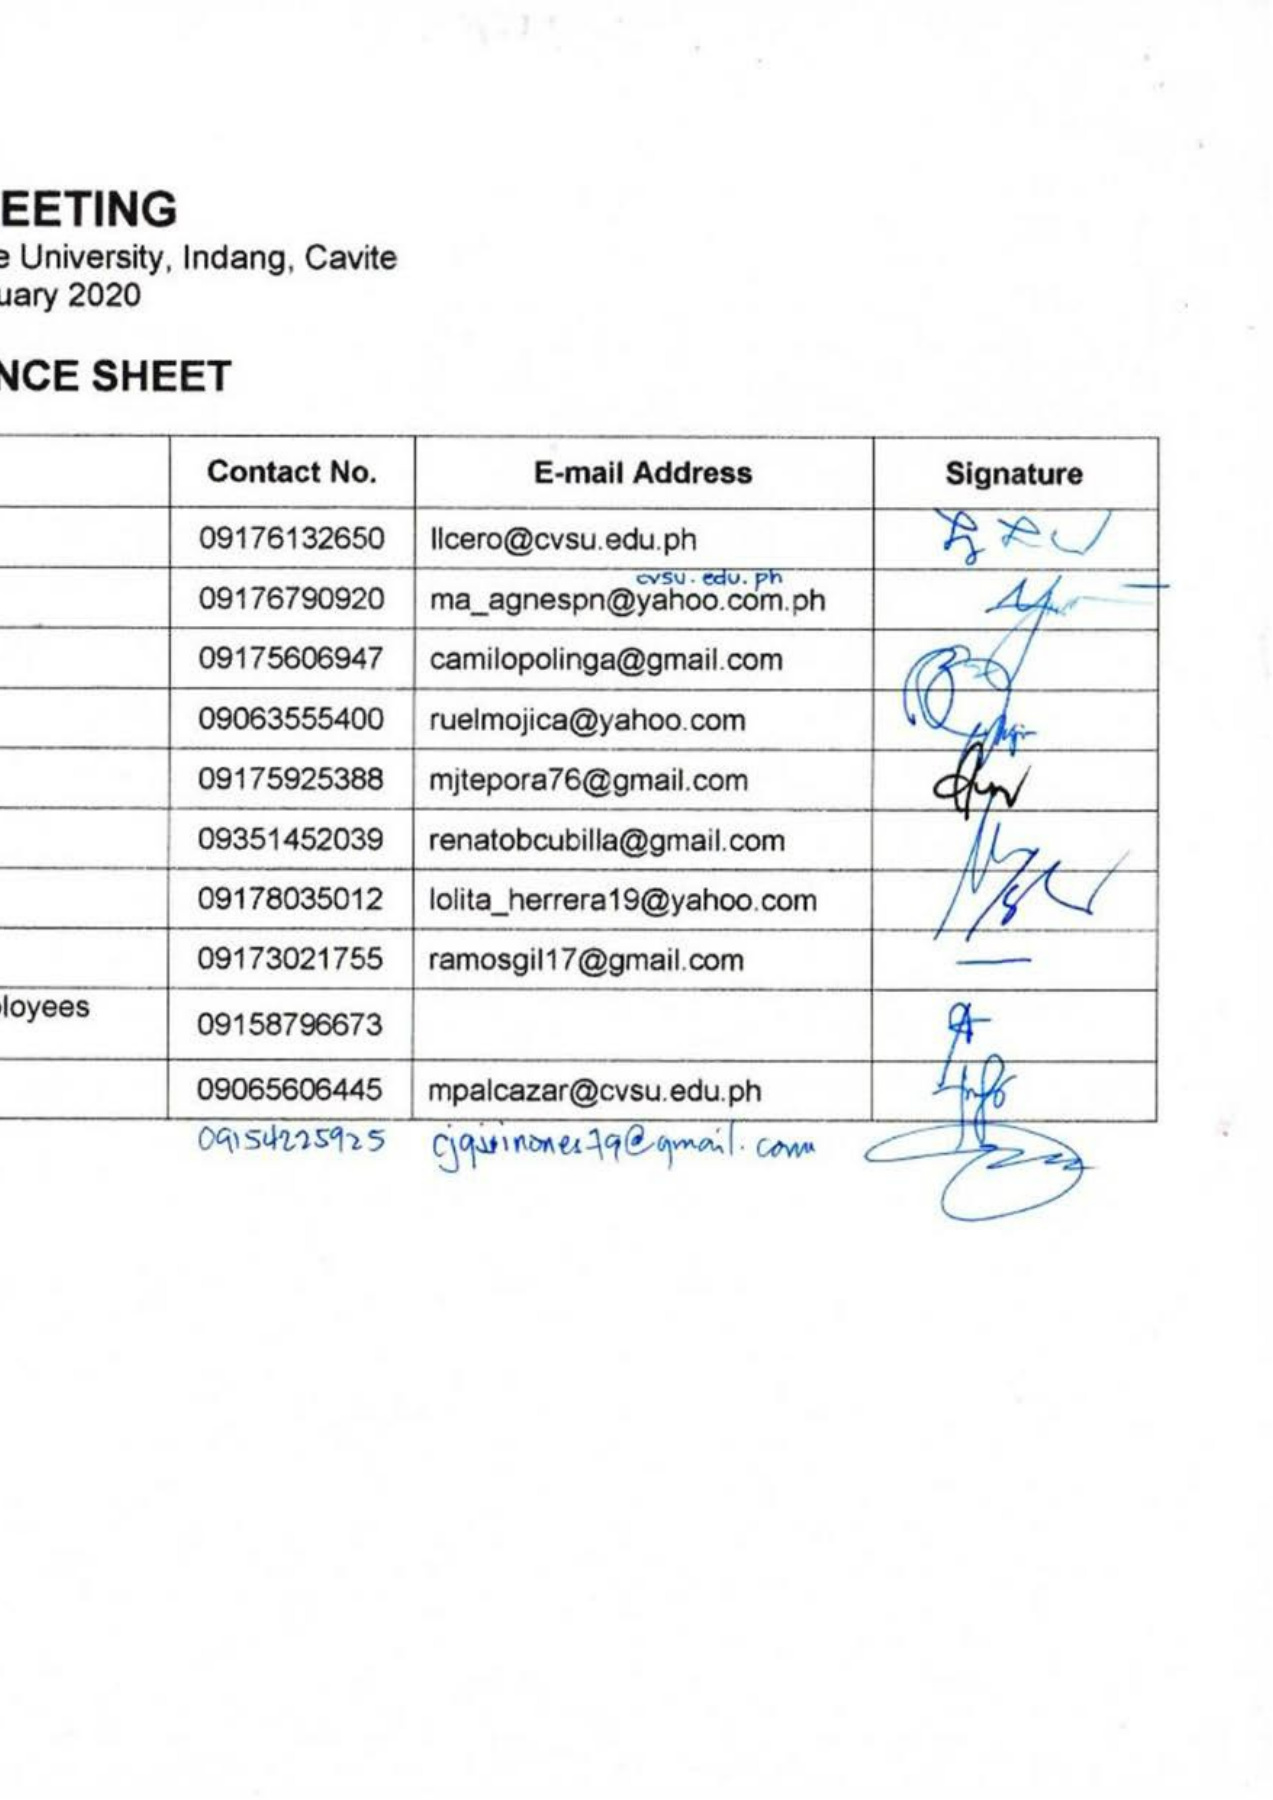 EETING
e University, Indang, Cavite
uary 2020
NCE SHEET
Contact No. E-mail Address Signature
09176132650 llcero@cvsu.edu.ph
cvsu.edu.ph
09176790920 ma_agnespn@yahoo.com.ph
09175606947 camilopolinga@gmail.com
09063555400 ruelmojica@yahoo.com
09175925388 mjtepora76@gmail.com
09351452039 renatobcubilla@gmail.com
09178035012 lolita_herrera19@yahoo.com
09173021755 ramosgil17@gmail.com
loyees
09158796673
09065606445 mpalcazar@cvsu.edu.ph
09154225925 cjquinones79@gmail.com